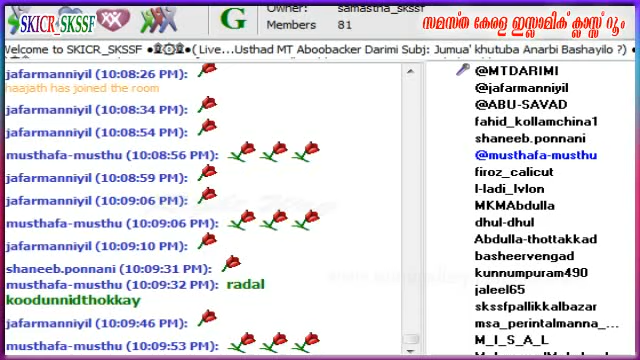 SKICR_SKSSF
Owner: samastha_skssf
Members 81
സമസ്ത കേരള ഇസ്ലാമിക് ക്ലാസ്സ് റൂം
Welcome to SKICR_SKSSF ( Live...Usthad MT Aboobacker Darimi Subj: Jumua' khutuba Anarbi Bashayilo ?)
jafarmanniyil (10:08:26 PM):
haajath has joined the room
jafarmanniyil (10:08:34 PM):
jafarmanniyil (10:08:54 PM):
musthafa-musthu (10:08:56 PM):
jafarmanniyil (10:08:59 PM):
jafarmanniyil (10:09:06 PM):
musthafa-musthu (10:09:06 PM):
jafarmanniyil (10:09:10 PM):
shaneeb.ponnani (10:09:31 PM):
musthafa-musthu (10:09:32 PM): radal
koodunnidthokkay
jafarmanniyil (10:09:46 PM):
musthafa-musthu (10:09:53 PM):
@MTDARIMI
@jafarmanniyil
@ABU-SAVAD
fahid_kollamchina1
shaneeb.ponnani
@musthafa-musthu
firoz_calicut
l-ladi_lvlon
MKMAbdulla
dhul-dhul
Abdulla-thottakkad
basheervengad
kunnumpuram490
jaleel65
skssfpallikkalbazar
msa_perintalmanna_...
M_I_S_A_L